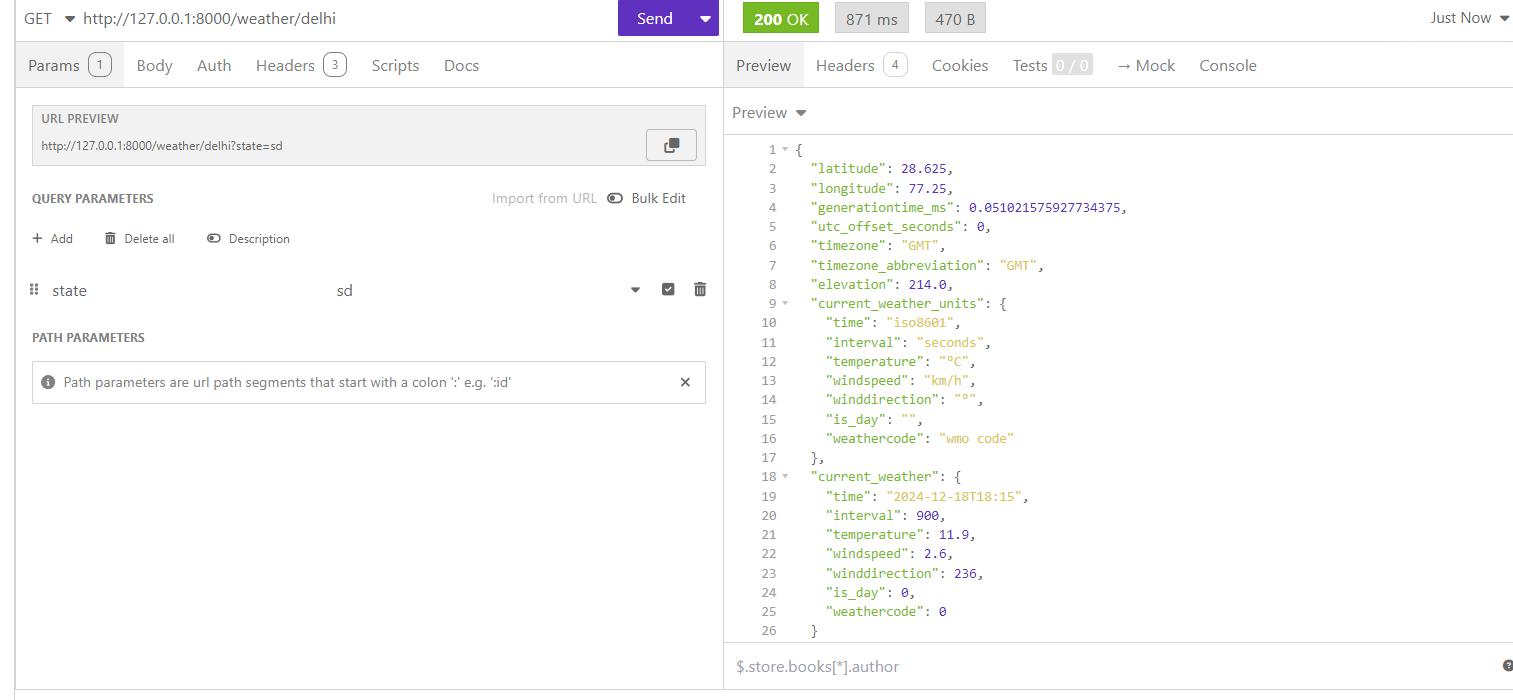 GET http://127.0.0.1:8000/weather/delhi Send 200 OK 871 ms 470 B Just Now
Params 1 Body Auth Headers 3 Scripts Docs
URL PREVIEW
http://127.0.0.1:8000/weather/delhi?state=sd
QUERY PARAMETERS Import from URL Bulk Edit
+ Add Delete all Description
state sd
PATH PARAMETERS
Path parameters are url path segments that start with a colon ':' e.g. ':id'
Preview Headers 4 Cookies Tests 0 / 0 → Mock Console
Preview
1 {
2 "latitude": 28.625,
3 "longitude": 77.25,
4 "generationtime_ms": 0.051021575927734375,
5 "utc_offset_seconds": 0,
6 "timezone": "GMT",
7 "timezone_abbreviation": "GMT",
8 "elevation": 214.0,
9 "current_weather_units": {
10 "time": "iso8601",
11 "interval": "seconds",
12 "temperature": "°C",
13 "windspeed": "km/h",
14 "winddirection": "°",
15 "is_day": "",
16 "weathercode": "wmo code"
17 },
18 "current_weather": {
19 "time": "2024-12-18T18:15",
20 "interval": 900,
21 "temperature": 11.9,
22 "windspeed": 2.6,
23 "winddirection": 236,
24 "is_day": 0,
25 "weathercode": 0
26 }
$.store.books[*].author